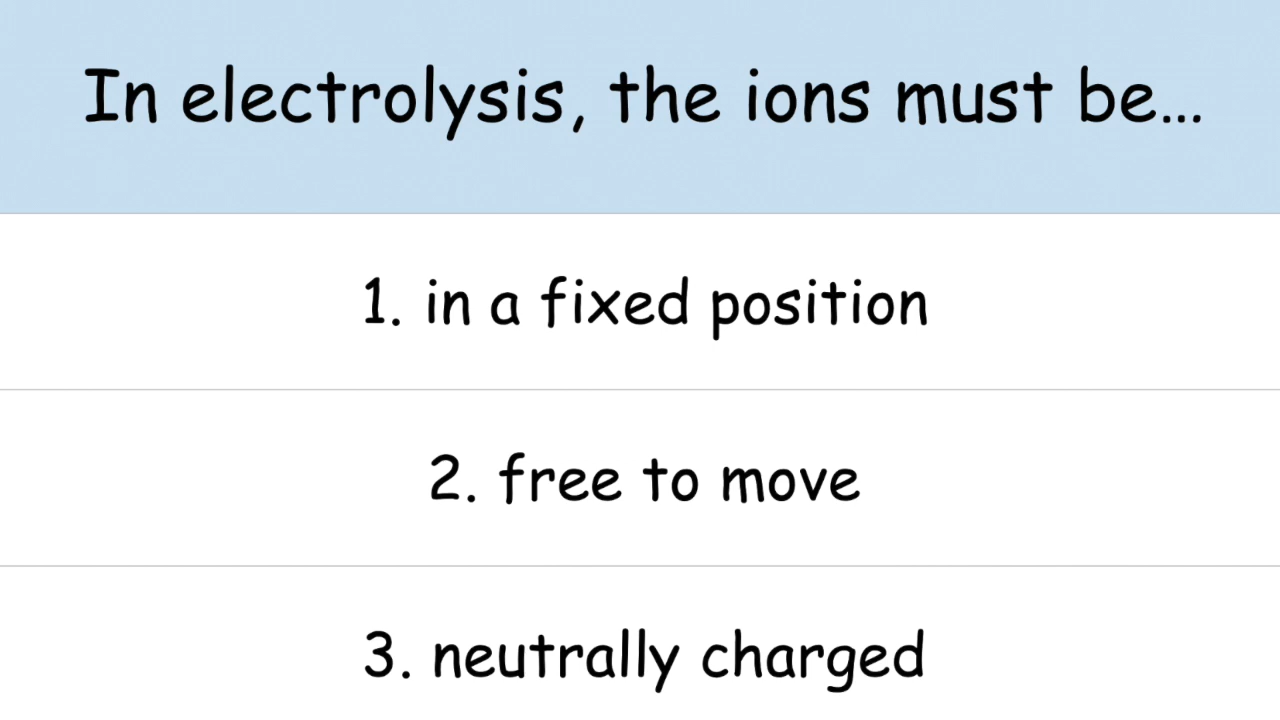 In electrolysis, the ions must be...
1. in a fixed position
2. free to move
3. neutrally charged